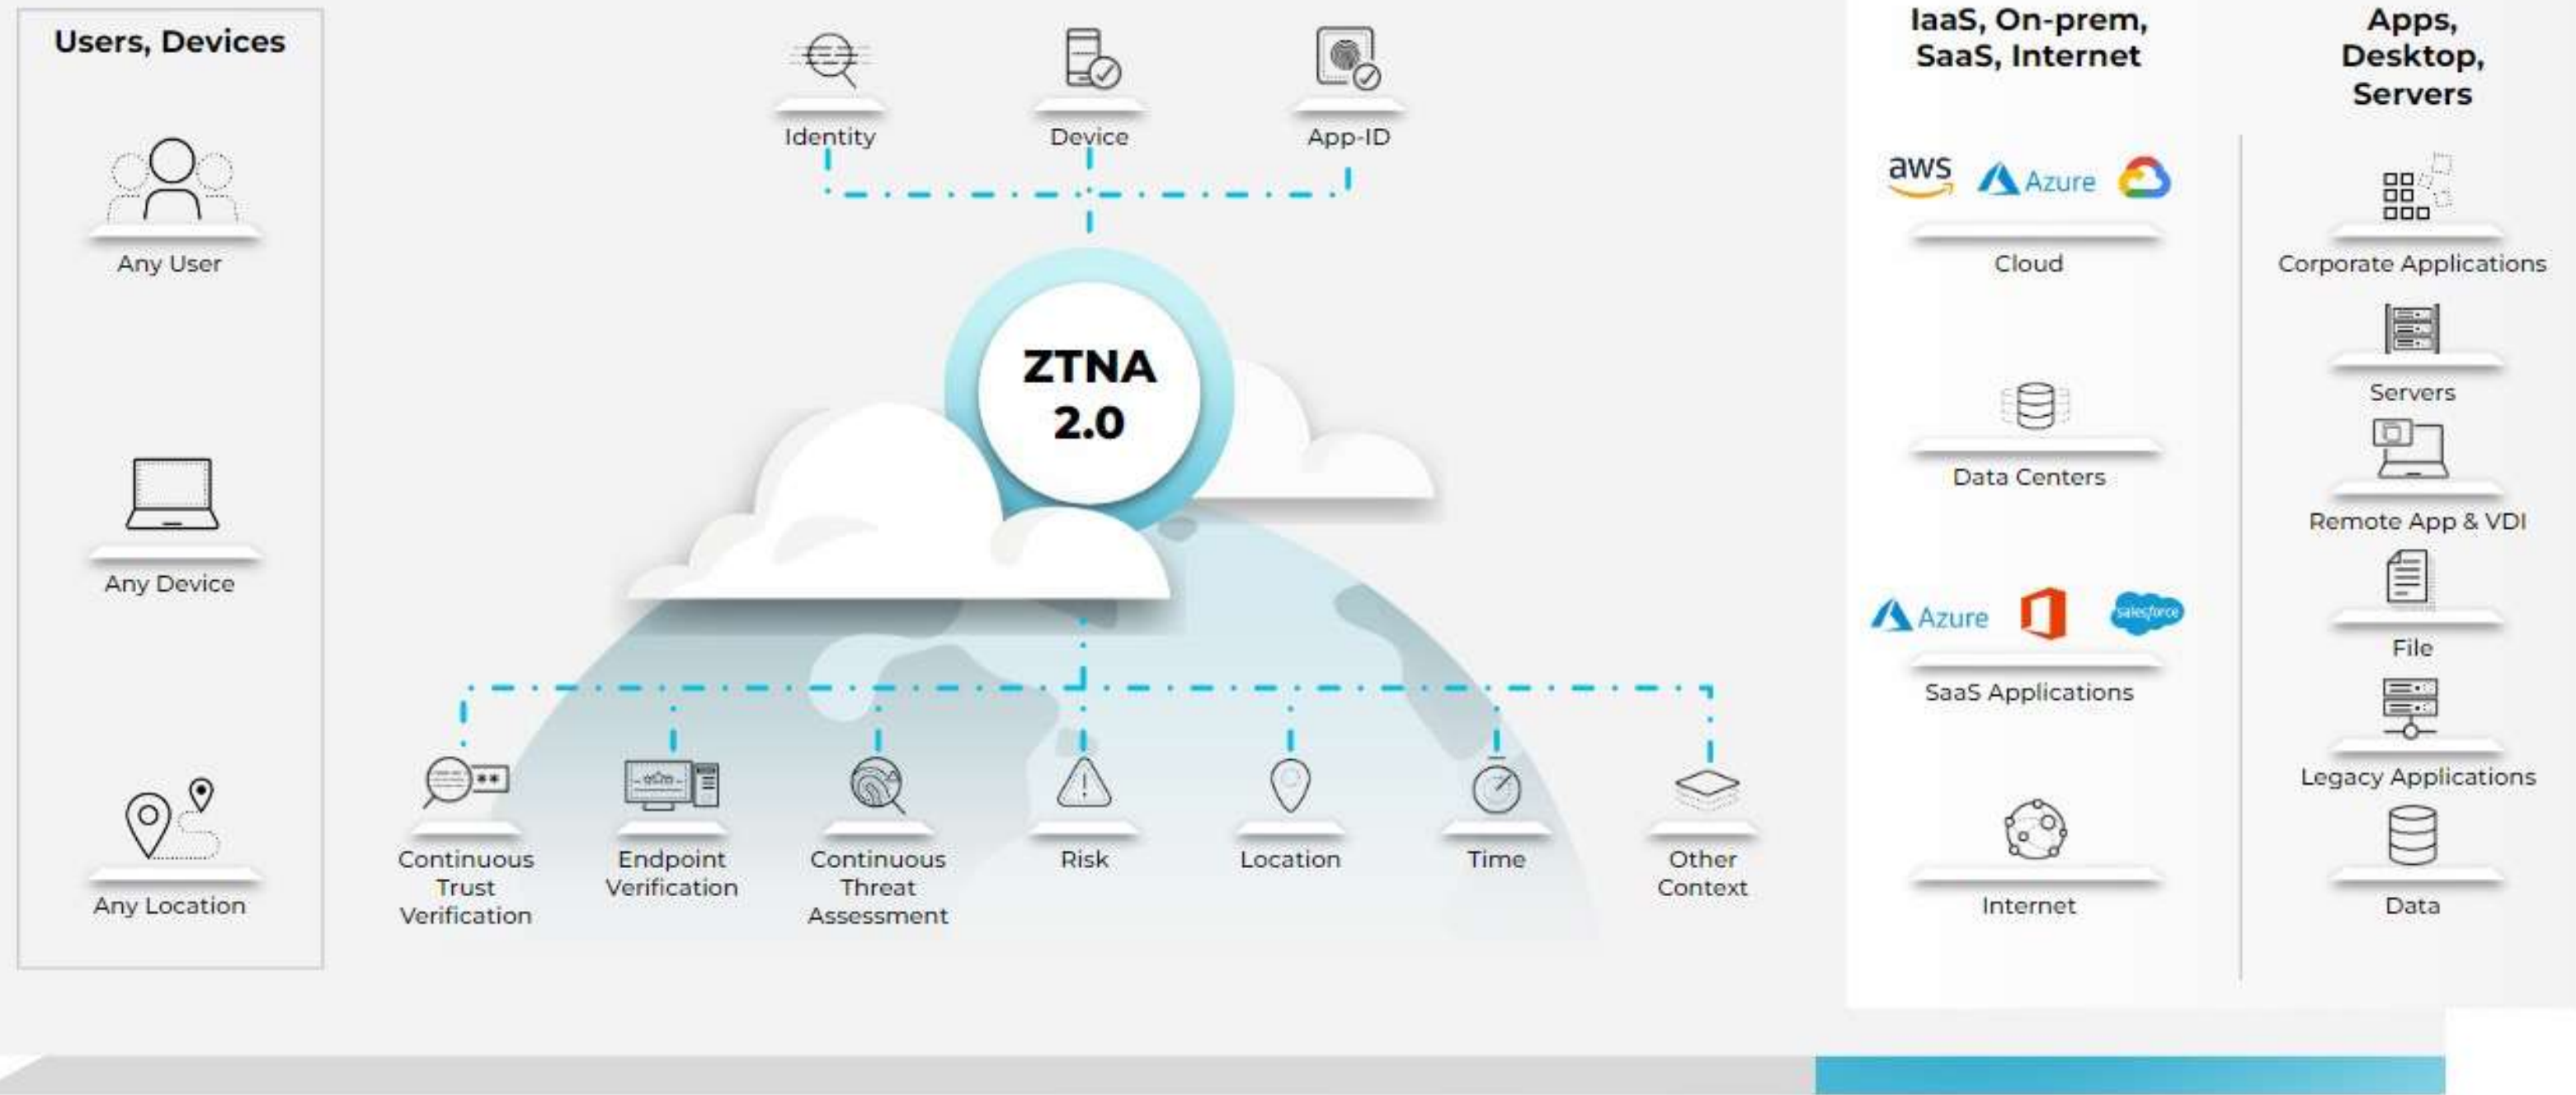 Users, Devices
Any User
Any Device
Any Location
Identity
Device
App-ID
ZTNA
2.0
Continuous
Trust
Verification
Endpoint
Verification
Continuous
Threat
Assessment
Risk
Location
Time
Other
Context
IaaS, On-prem,
SaaS, Internet
aws
Azure
Cloud
Data Centers
Azure
salesforce
SaaS Applications
Internet
Apps,
Desktop,
Servers
Corporate Applications
Servers
Remote App & VDI
File
Legacy Applications
Data